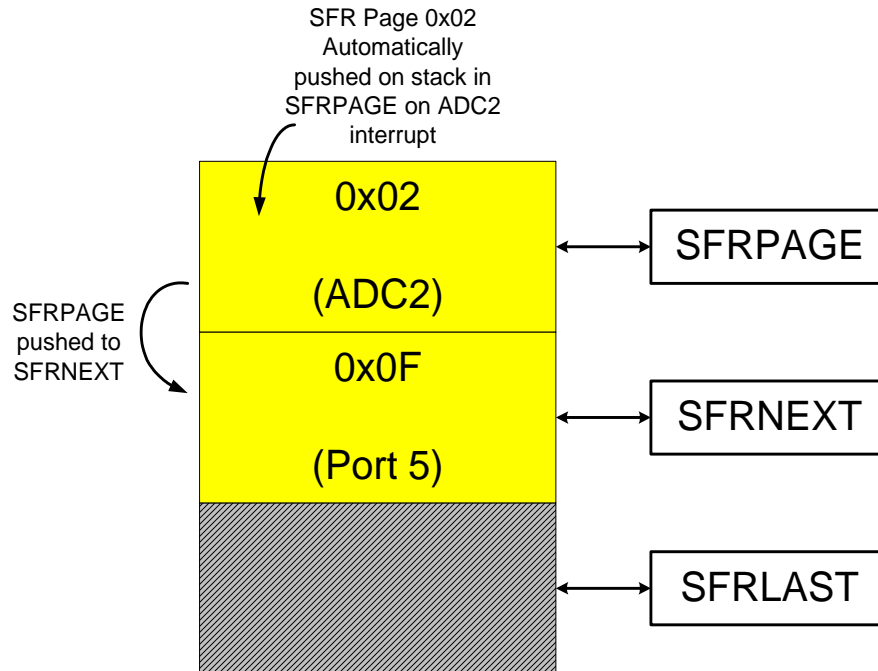 SFR Page 0x02
Automatically
pushed on stack in
SFRPAGE on ADC2
interrupt
0x02
(ADC2)
SFRPAGE
SFRPAGE
pushed to
SFRNEXT
0x0F
(Port 5)
SFRNEXT
SFRLAST